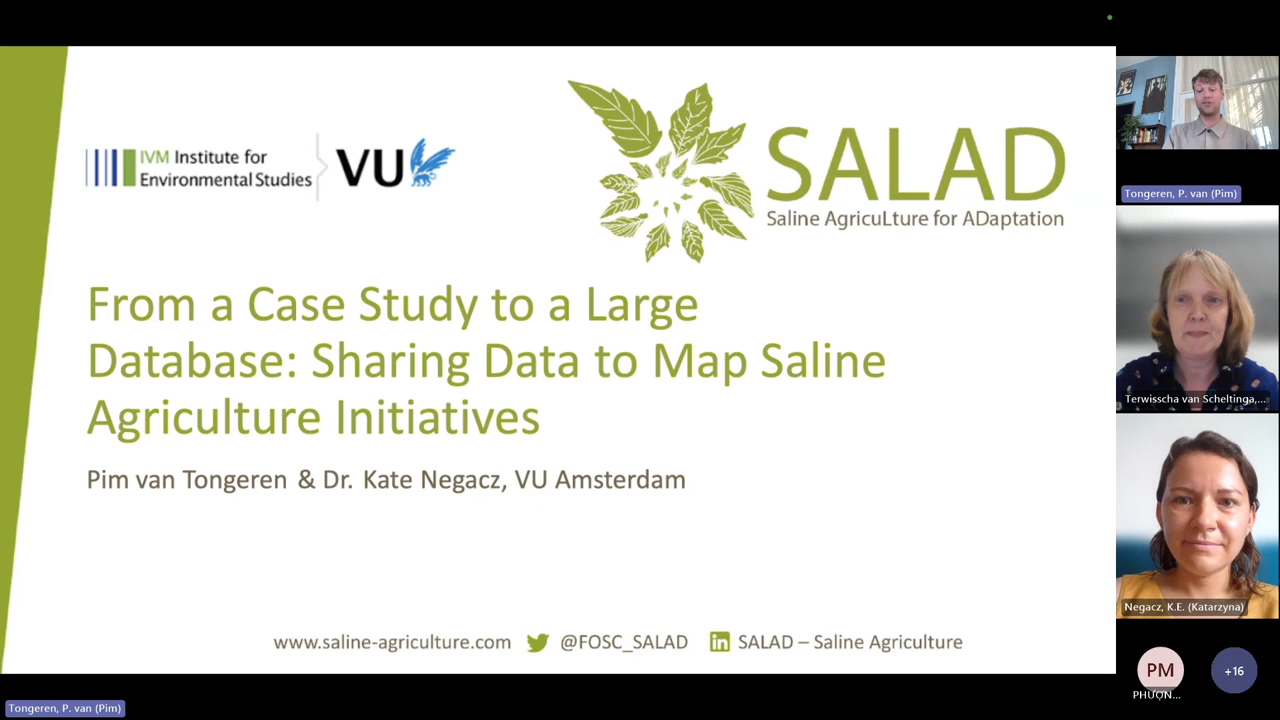 IVM Institute for
Environmental Studies
VU
SALAD
Saline AgricuLture for ADaptation
From a Case Study to a Large
Database: Sharing Data to Map Saline
Agriculture Initiatives
Pim van Tongeren & Dr. Kate Negacz, VU Amsterdam
www.saline-agriculture.com @FOSC_SALAD in SALAD – Saline Agriculture
Tongeren, P. van (Pim)
Tongeren, P. van (Pim)
Terwisscha van Scheltinga,...
Negacz, K.E. (Katarzyna)
PM
+16
PHƯỢN...